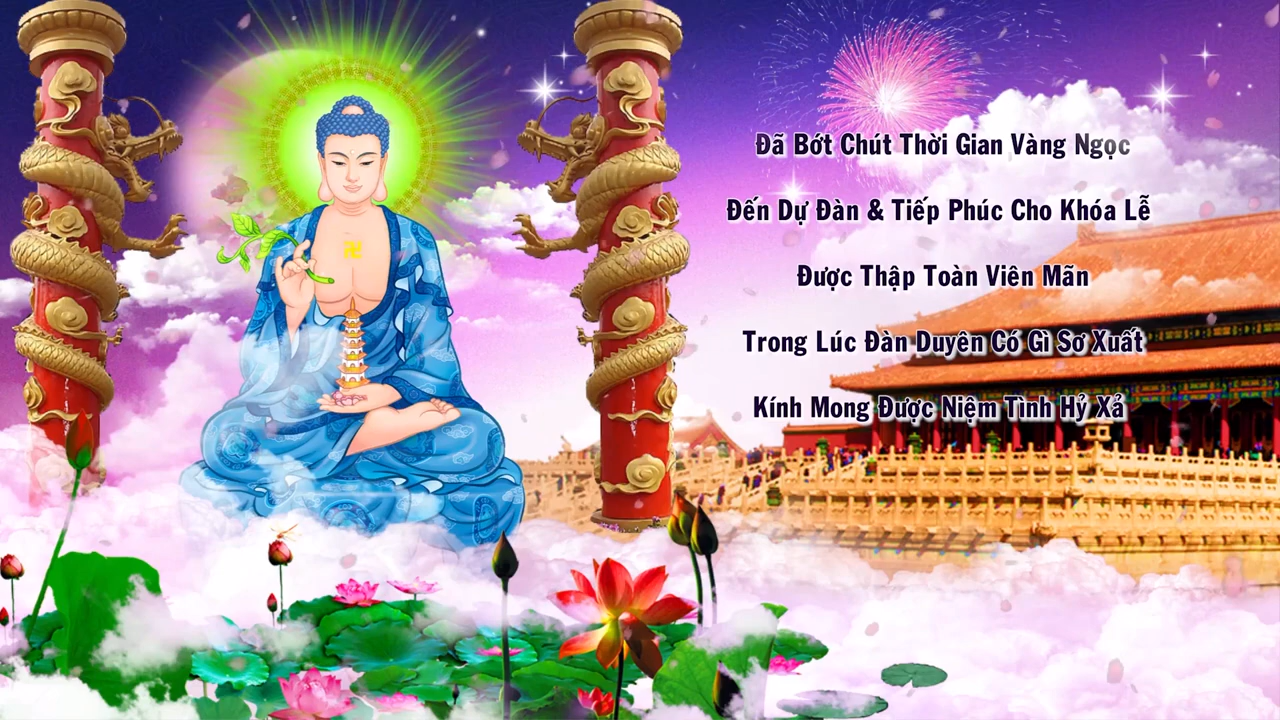 Đã Bớt Chút Thời Gian Vàng Ngọc
Đến Dự Đàn & Tiếp Phúc Cho Khóa Lễ
Được Thập Toàn Viên Mãn
Trong Lúc Đàn Duyên Có Gì Sơ Xuất
Kính Mong Được Niệm Tình Hỷ Xả